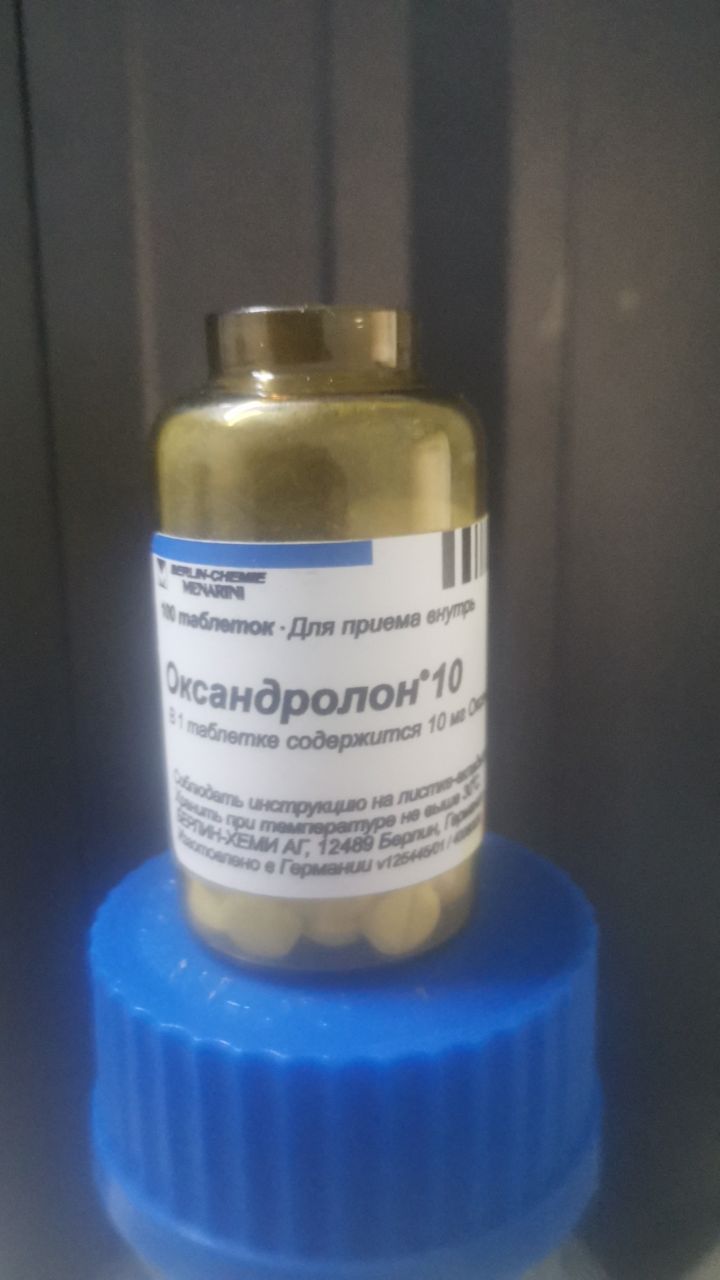 BERLIN-CHEMIE
MENARINI
100 таблеток · Для приема внутрь
Оксандролон®10
В 1 таблетке содержится 10 мг
Соблюдать инструкцию на
Хранить при температуре не выше 30°C
БЕРЛИН-ХЕМИ АГ, 12489 Берлин,
Изготовлено в Германии